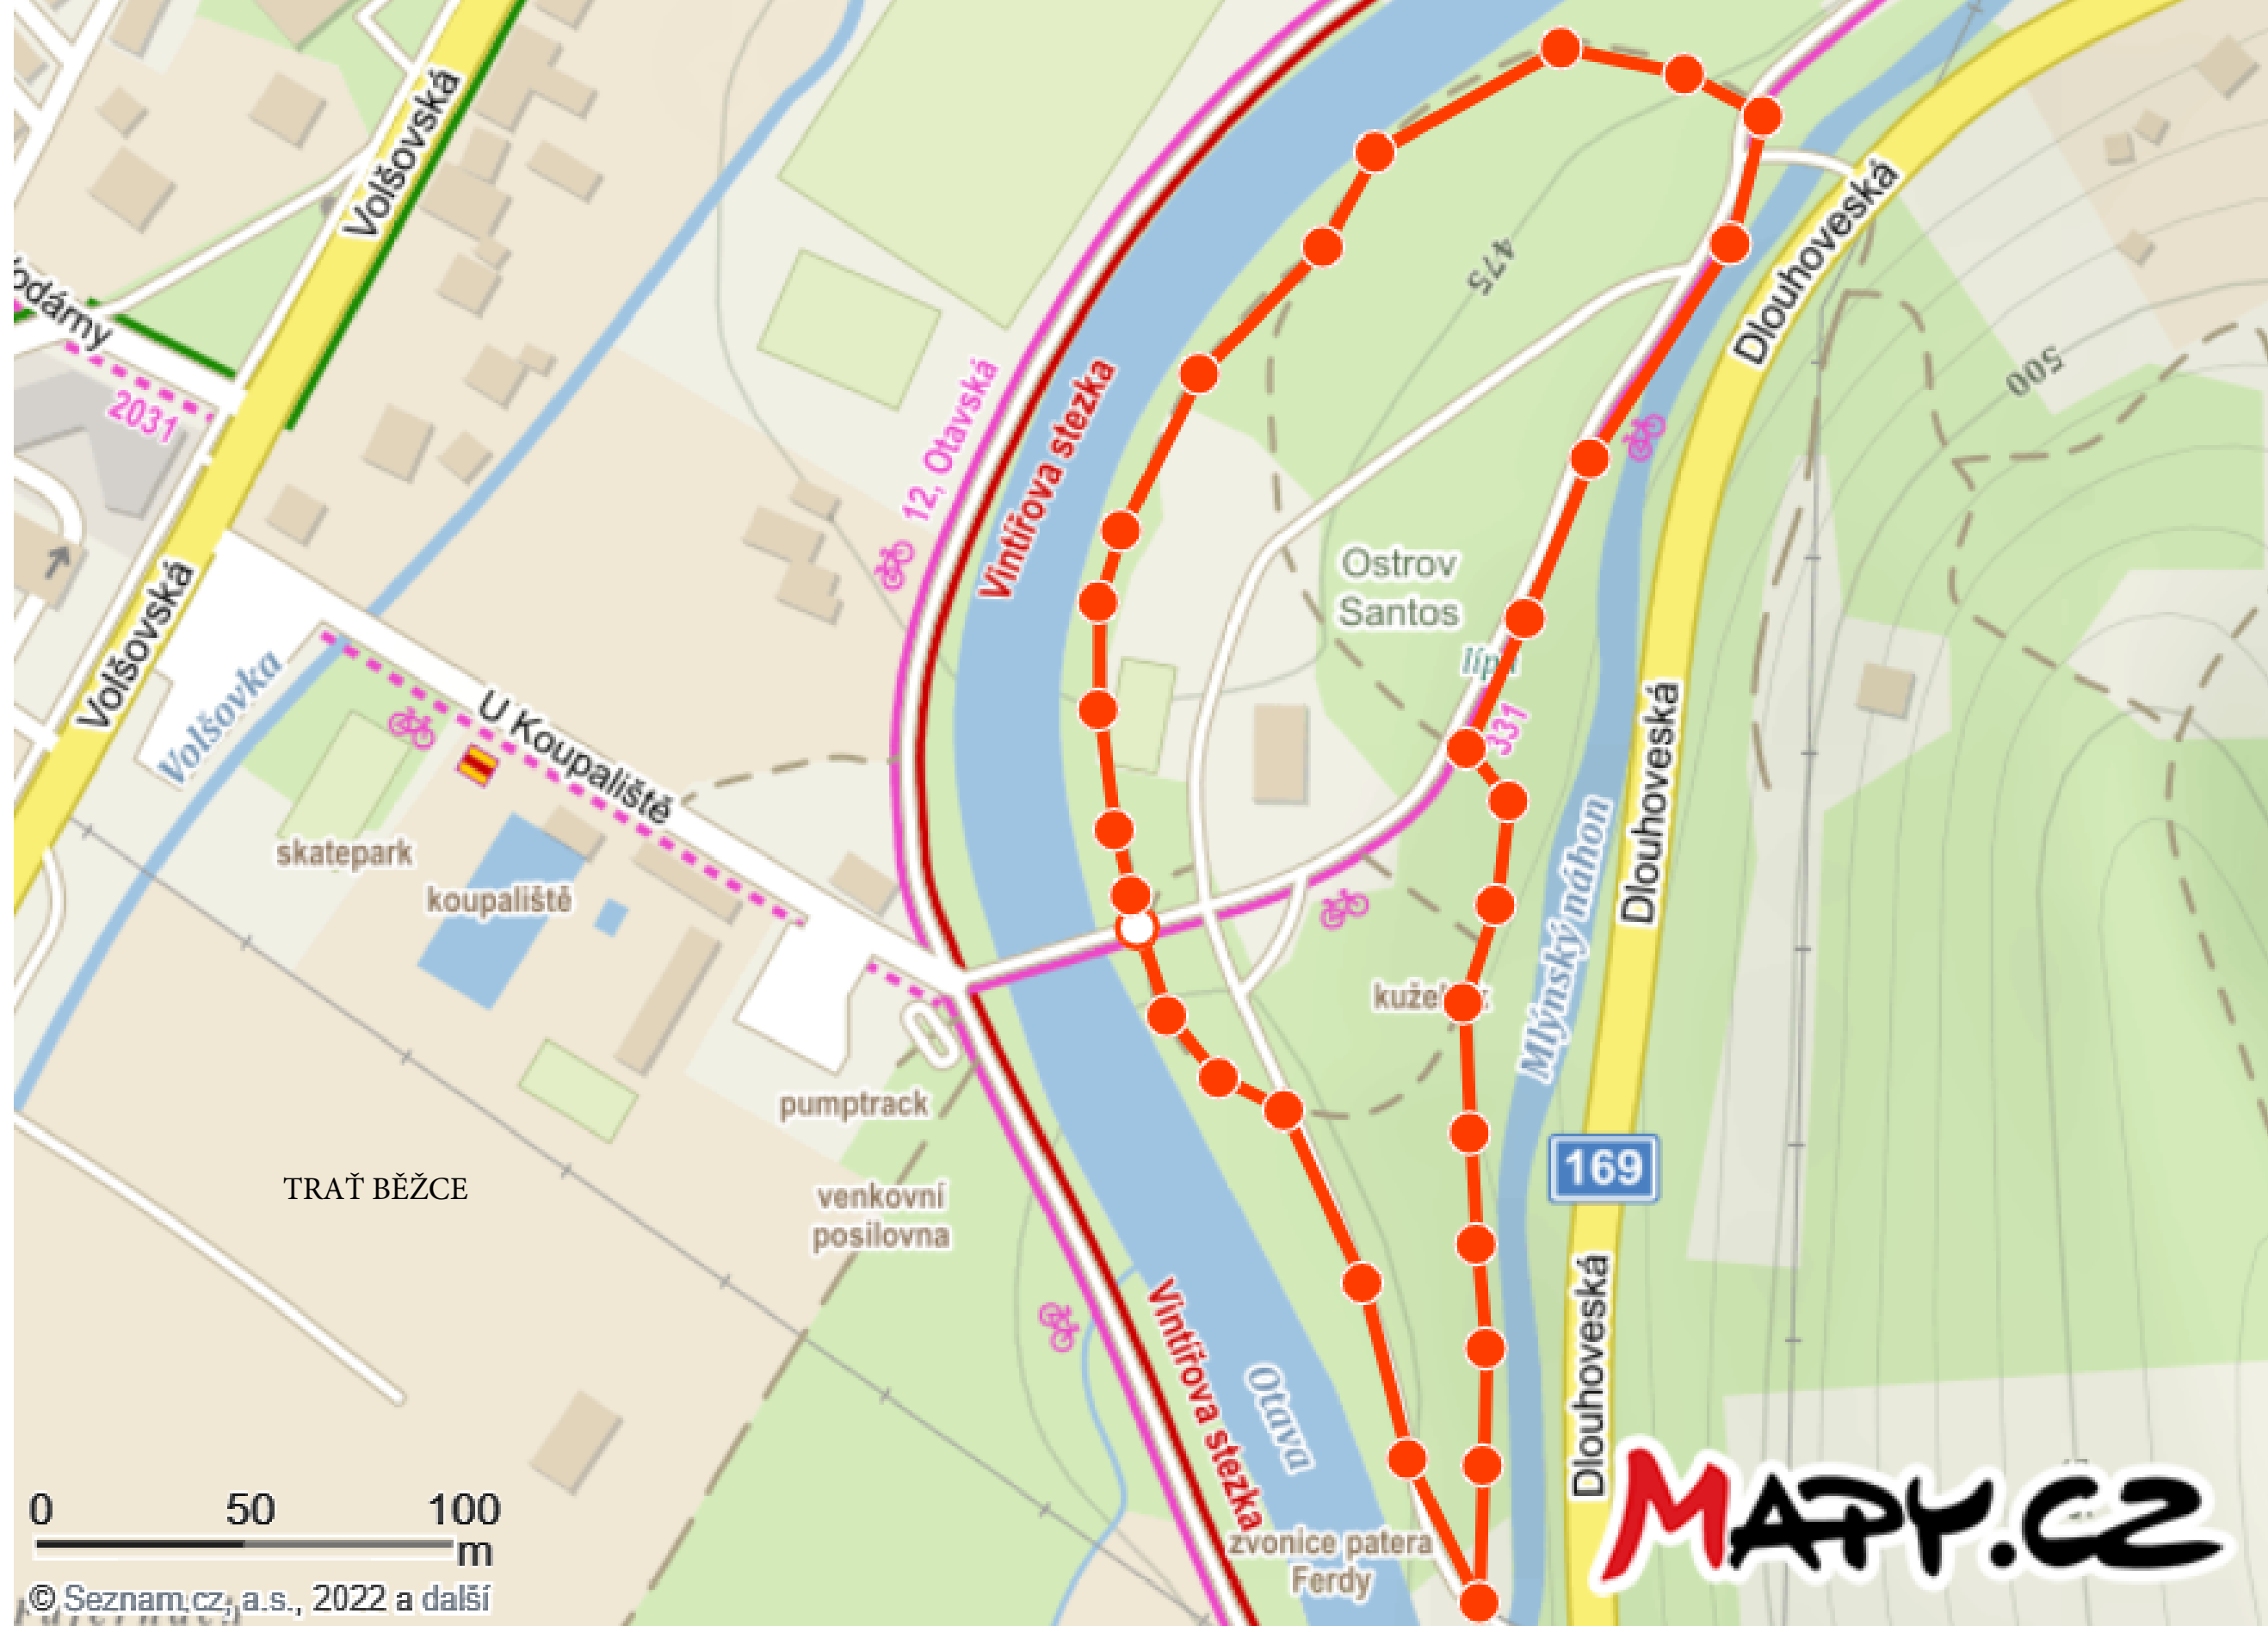 Volšovská
odárny
2031
Volšovská
Volšovka
U Koupaliště
skatepark
koupaliště
12, Otavská
Vintířova stezka
475
Dlouhoveská
500
Ostrov
Santos
331
Dlouhoveská
Mlýnský náhon
pumptrack
169
TRAŤ BĚŽCE
venkovní
posilovna
Vintířova stezka
Otava
Dlouhoveská
zvonice patera
Ferdy
0 50 100
m
© Seznam.cz, a.s., 2022 a další
MAPY.CZ